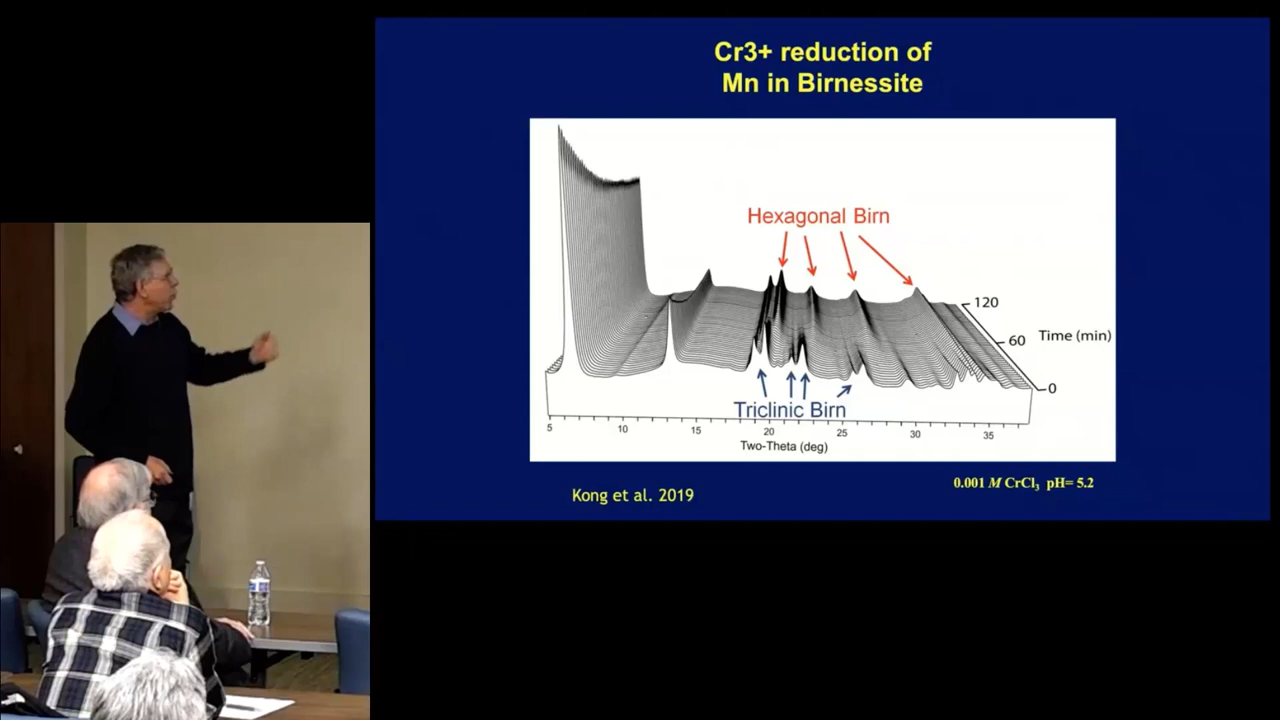 Cr3+ reduction of
Mn in Birnessite
Hexagonal Birn
120
60
Time (min)
0
Triclinic Birn
5
10
15
20
25
30
35
Two-Theta (deg)
0.001 M CrCl₃ pH= 5.2
Kong et al. 2019